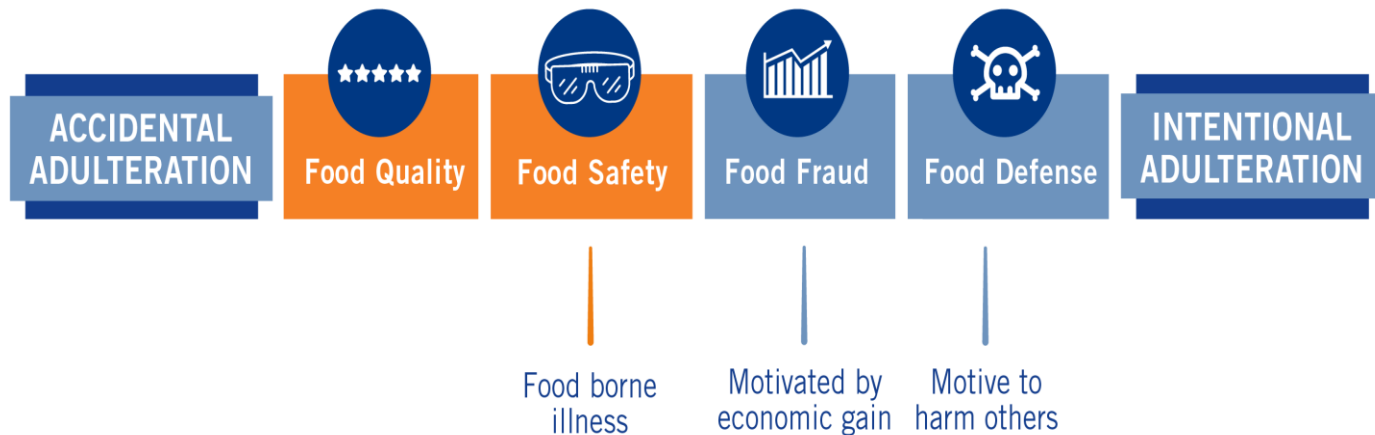 ACCIDENTAL
ADULTERATION
Food Quality
Food Safety
Food Fraud
Food Defense
INTENTIONAL
ADULTERATION
Food borne
illness
Motivated by
economic gain
Motive to
harm others